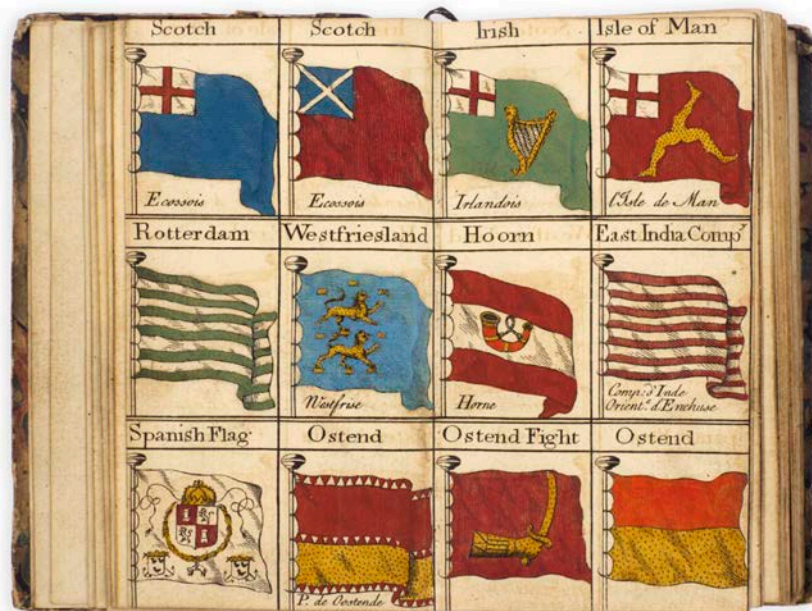 Scotch
Scotch
Irish
Isle of Man
Ecossois
Ecossois
Irlandois
l'Isle de Man
Rotterdam
Westfriesland
Hoorn
East India Comp.y
Westfrise
Horne
Comp. d'Inde
Orient.e d'Enchuse
Spanish Flag
Ostend
Ostend Fight
Ostend
P. de Oostende